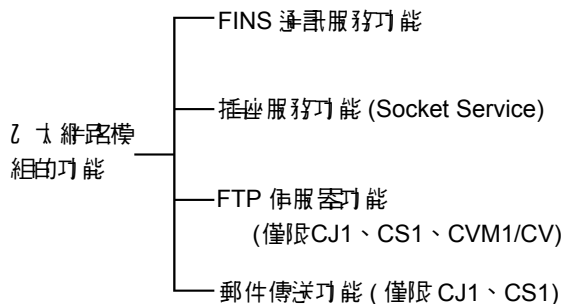 FINS 通訊服務功能
插座服務功能 (Socket Service)
乙太網路模
組的功能
FTP 伺服器功能
(僅限CJ1、CS1、CVM1/CV)
郵件傳送功能 ( 僅限 CJ1、CS1)